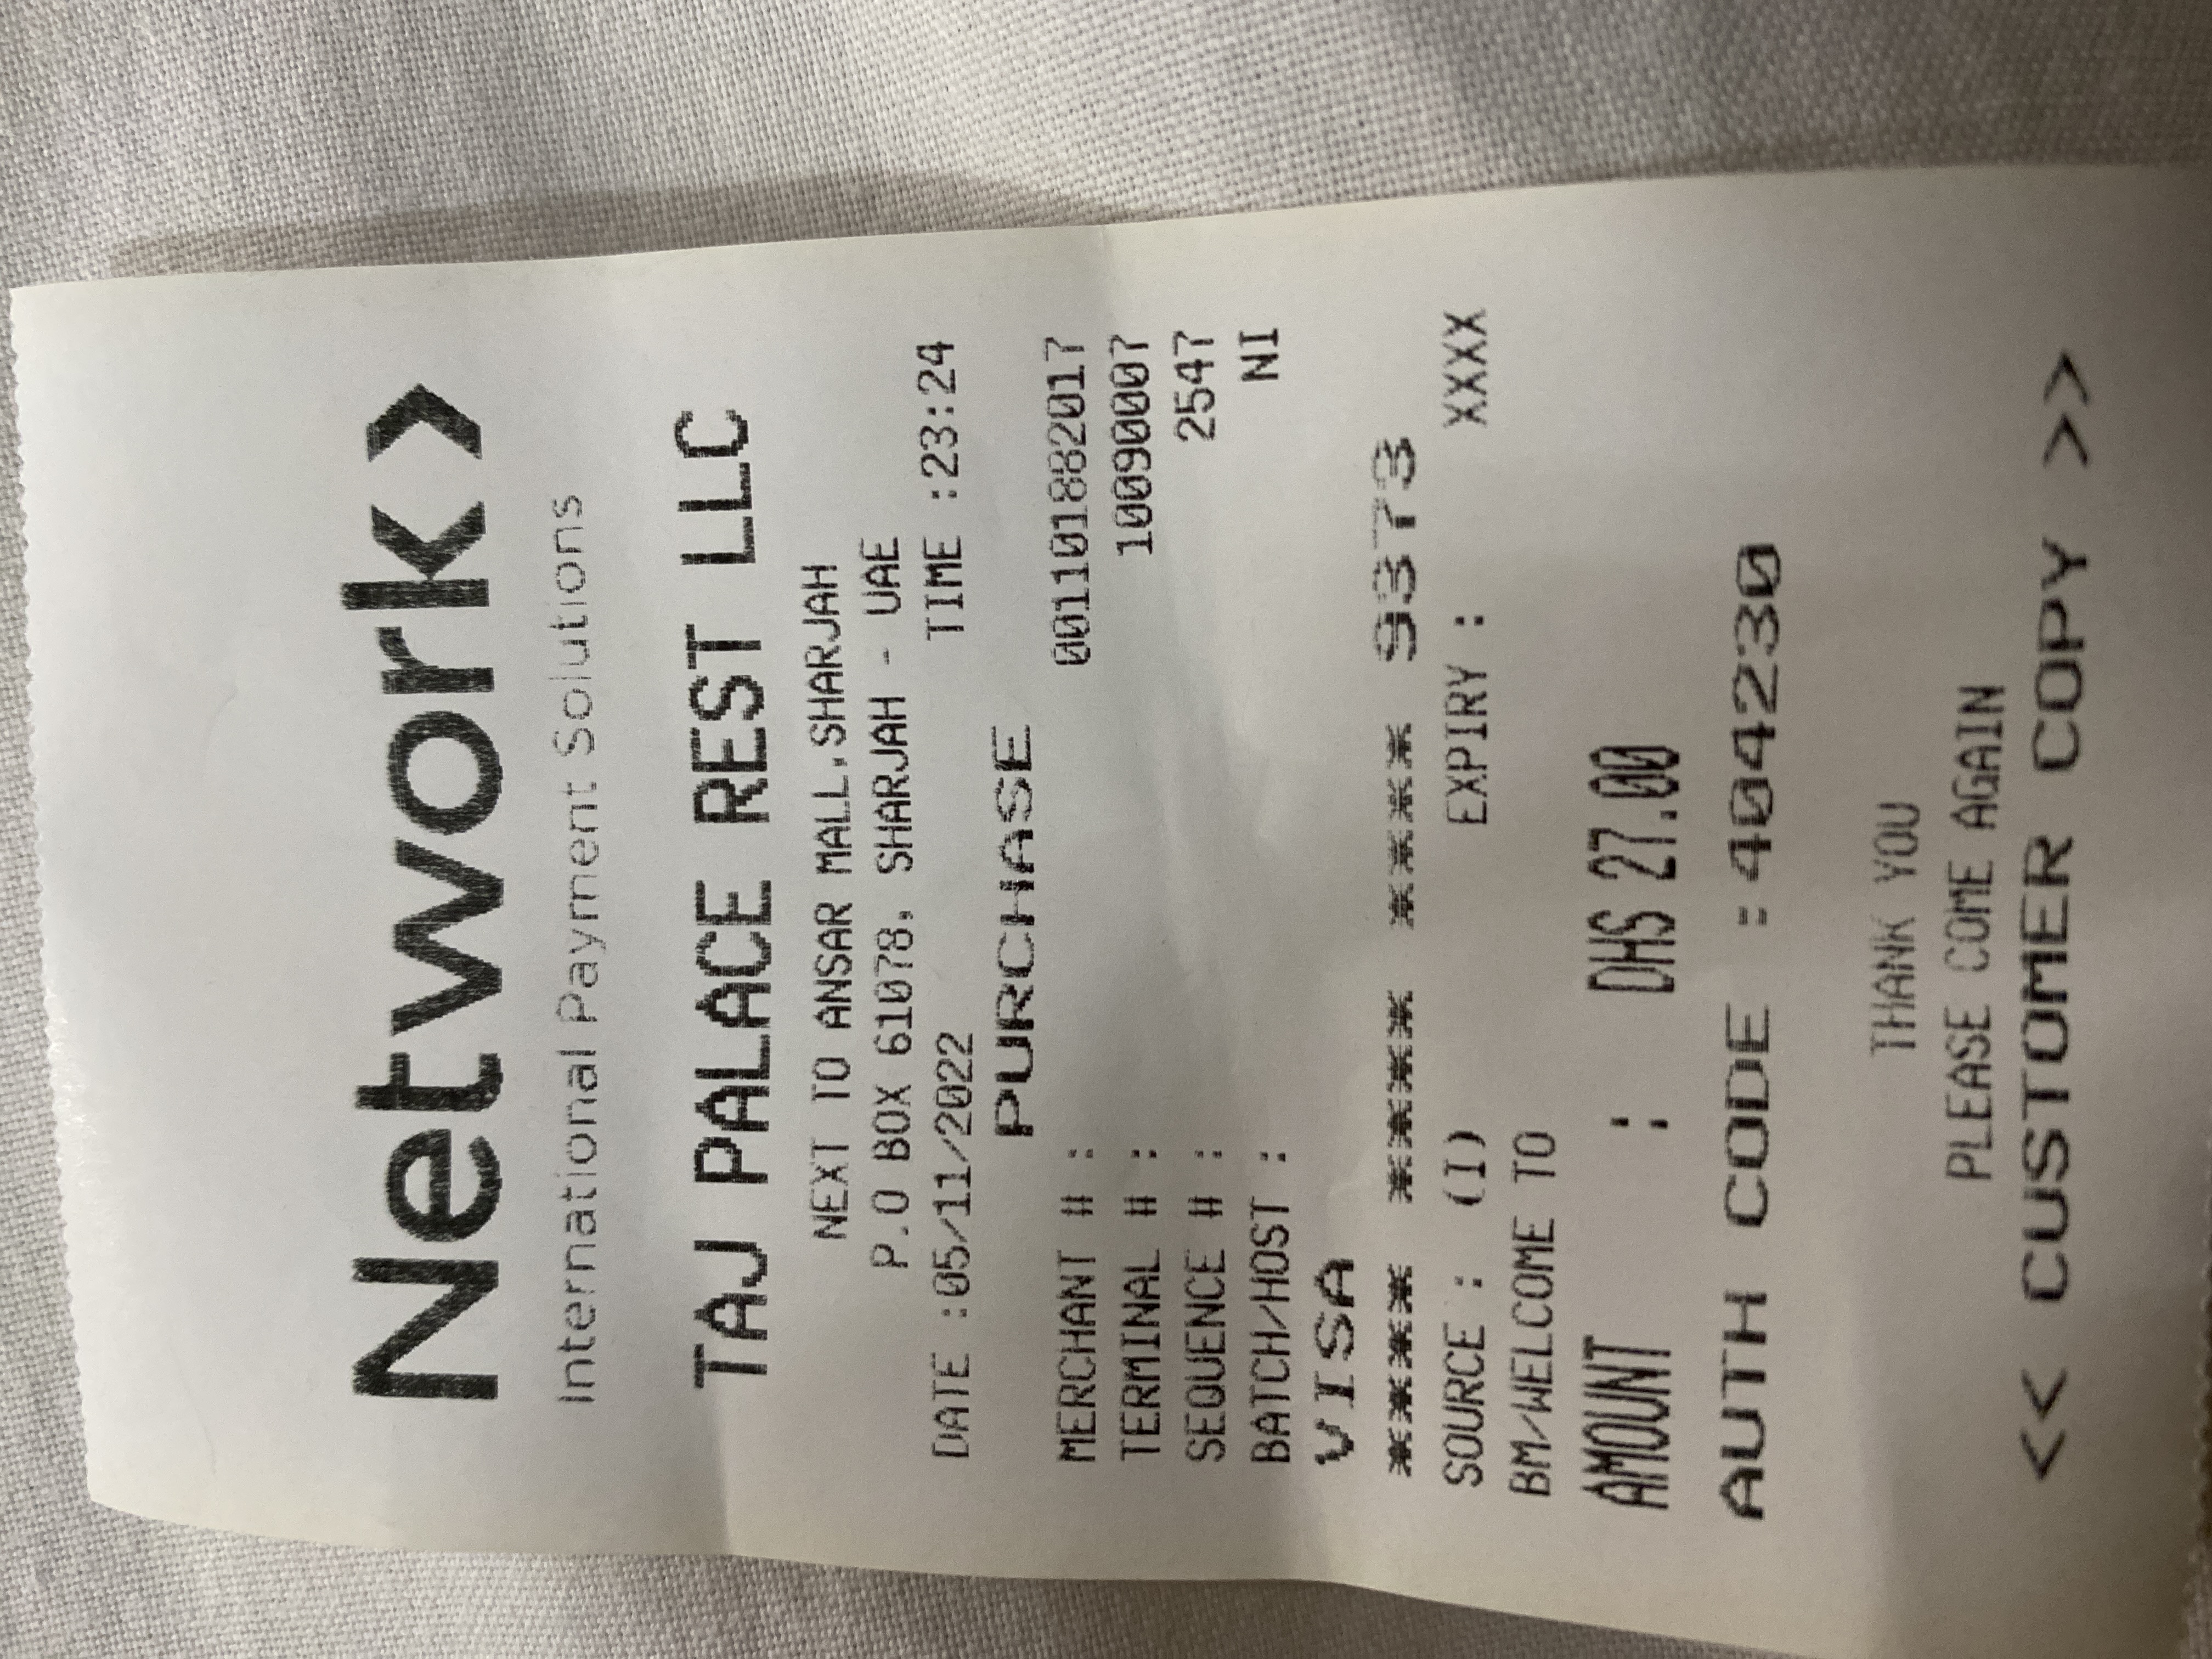 Network>
International Payment Solutions
TAJ PALACE REST LLC
NEXT TO ANSAR MALL,SHARJAH
P.O BOX 61078, SHARJAH - UAE
DATE :05/11/2022 TIME :23:24
PURCHASE
MERCHANT # : 001101882017
TERMINAL # : 10090007
SEQUENCE # : 2547
BATCH/HOST : NI
VISA
**** **** **** 9373
SOURCE : (I) EXPIRY : XXXX
BM/WELCOME TO
AMOUNT : DHS 27.00
AUTH CODE :404230
THANK YOU
PLEASE COME AGAIN
<< CUSTOMER COPY >>